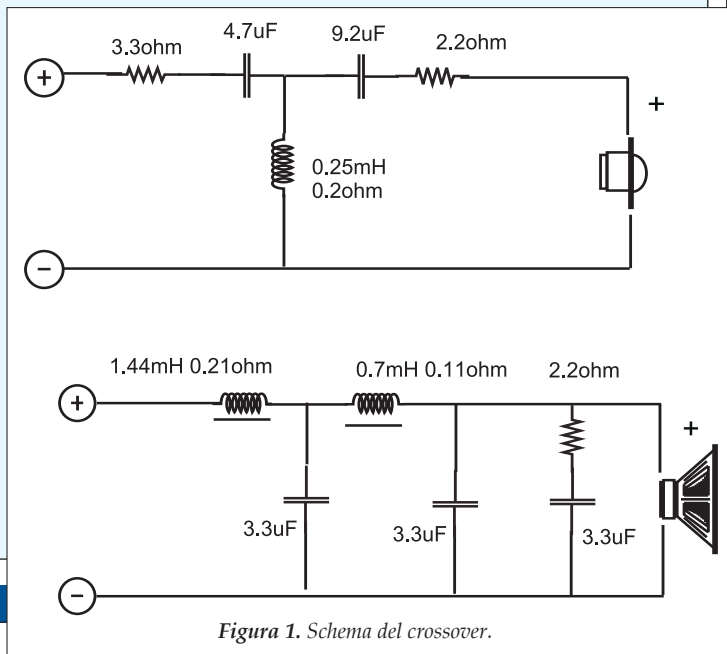 4.7uF 9.2uF
3.3ohm 2.2ohm
+ +
0.25mH
0.2ohm
−
1.44mH 0.21ohm 0.7mH 0.11ohm 2.2ohm
+ +
3.3uF 3.3uF 3.3uF
−
Figura 1. Schema del crossover.